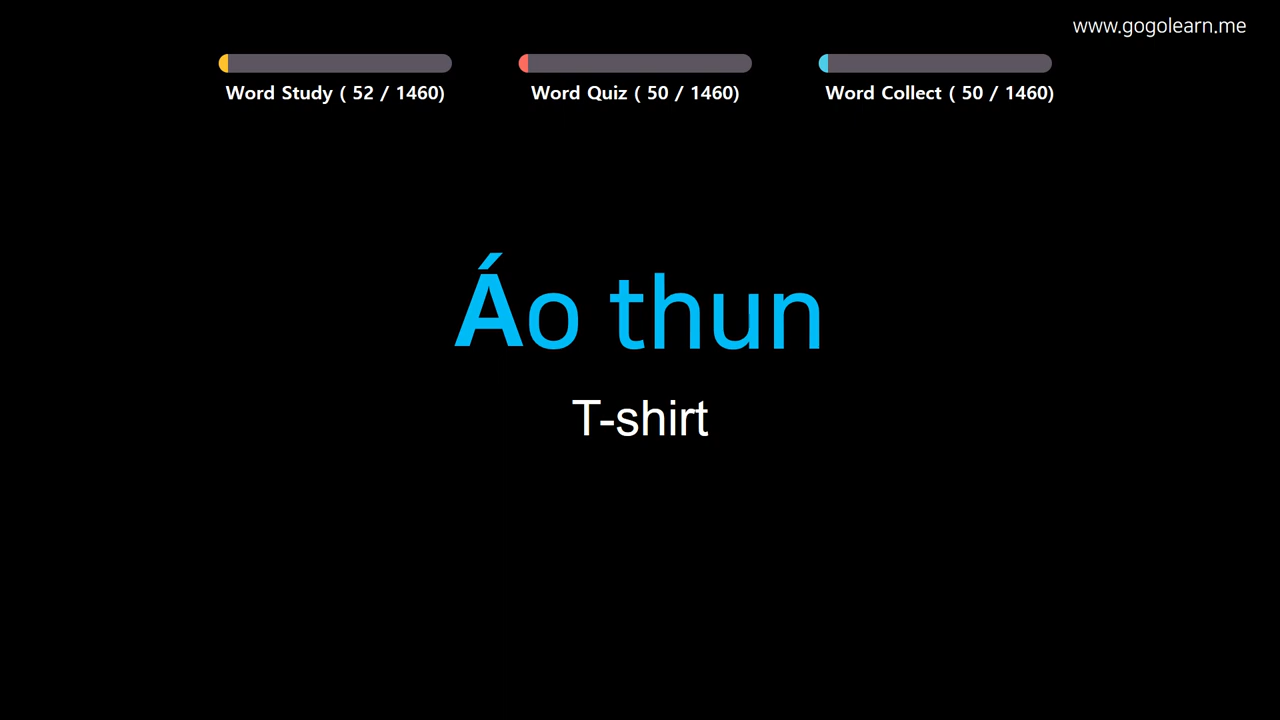 www.gogolearn.me
Word Study ( 52 / 1460)
Word Quiz ( 50 / 1460)
Word Collect ( 50 / 1460)
Áo thun
T-shirt